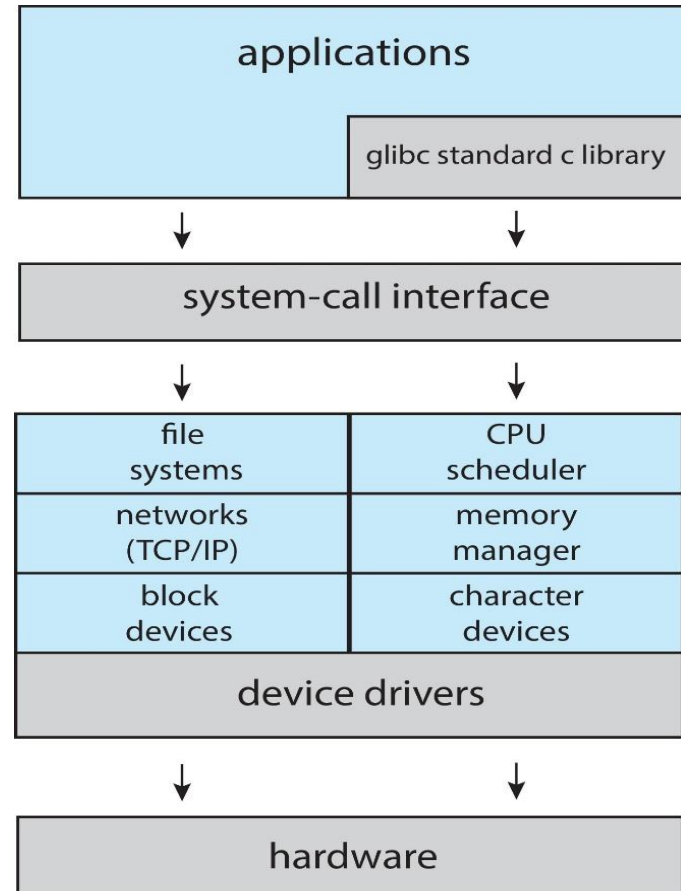 applications
glibc standard c library
system-call interface
file
systems
CPU
scheduler
networks
(TCP/IP)
memory
manager
block
devices
character
devices
device drivers
hardware